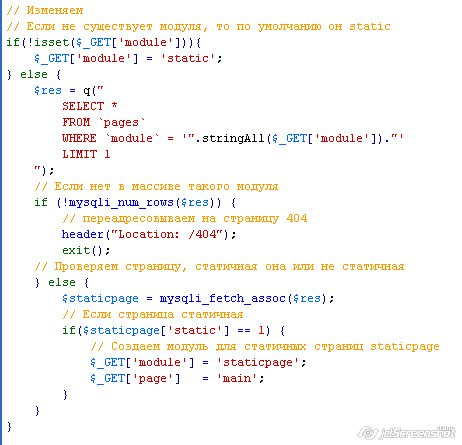 // Изменяем
// Если не существует модуля, то по умолчанию он static
if(!isset($_GET['module'])){
    $_GET['module'] = 'static';
} else {
    $res = q("
        SELECT *
        FROM `pages`
        WHERE `module` = '".stringAll($_GET['module'])."'
        LIMIT 1
    ");
    // Если нет в массиве такого модуля
    if (!mysqli_num_rows($res)) {
        // переадресовываем на страницу 404
        header("Location: /404");
        exit();
    // Проверяем страницу, статичная она или не статичная
    } else {
        $staticpage = mysqli_fetch_assoc($res);
        // Если страница статичная
        if($staticpage['static'] == 1) {
            // Создаем модуль для статичных страниц staticpage
            $_GET['module'] = 'staticpage';
            $_GET['page']   = 'main';
        }
    }
}
jetScreenshot